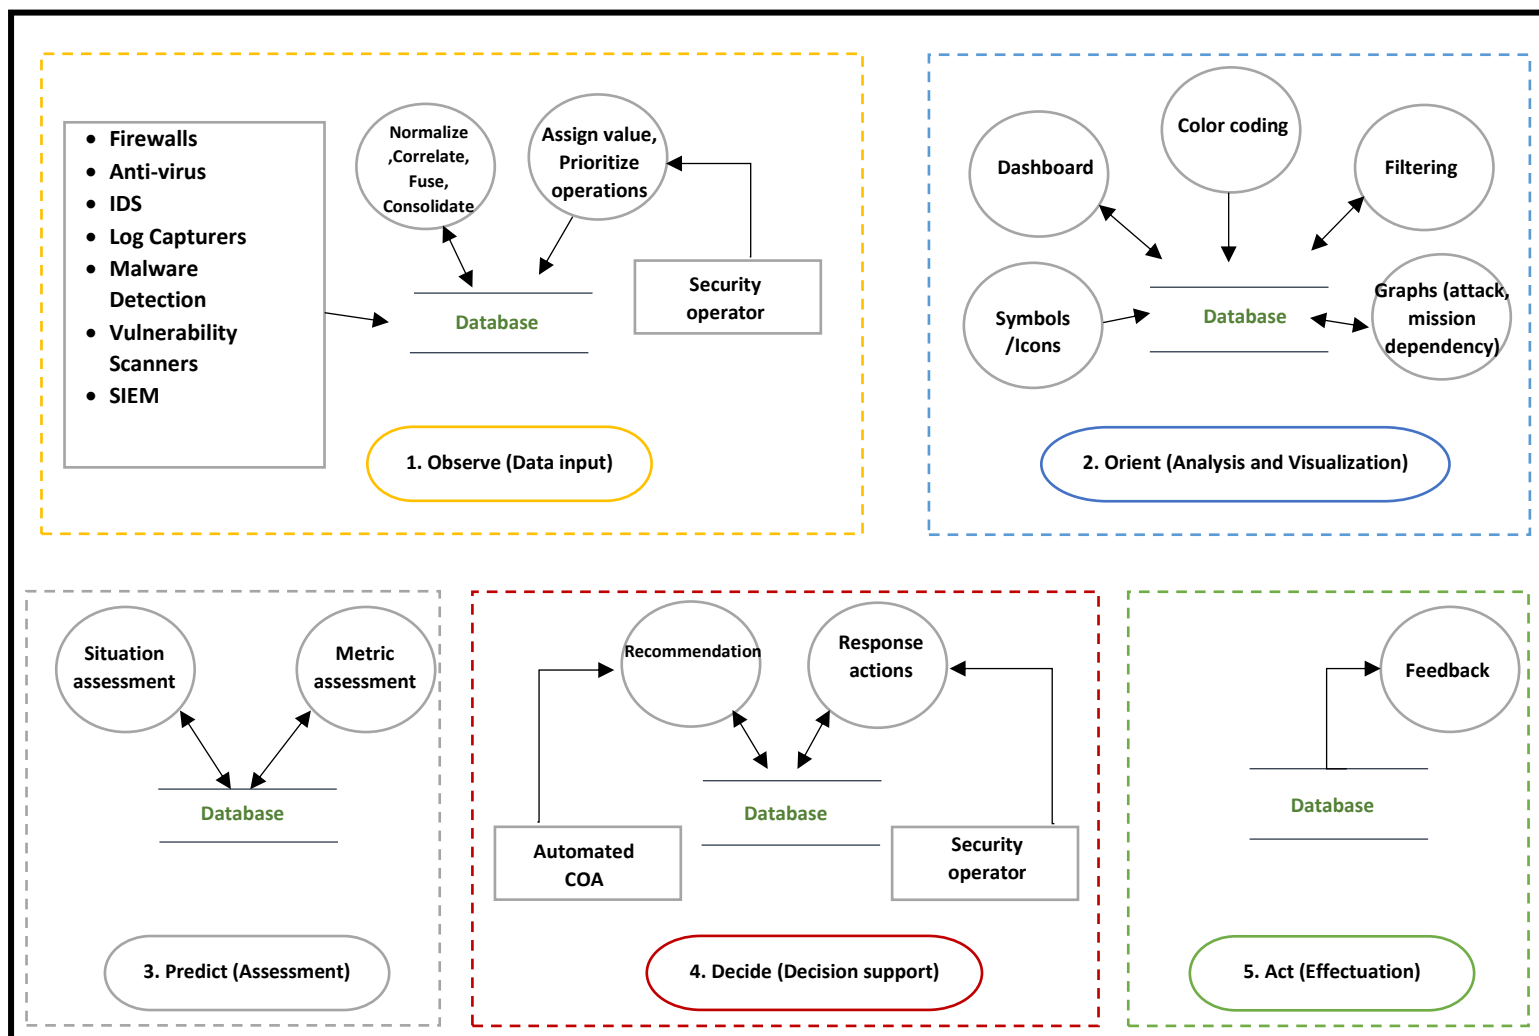 • Firewalls
• Anti-virus
• IDS
• Log Capturers
• Malware
Detection
• Vulnerability
Scanners
• SIEM
Normalize
,Correlate,
Fuse,
Consolidate
Assign value,
Prioritize
operations
Security
operator
Database
1. Observe (Data input)
Dashboard
Color coding
Filtering
Symbols
/Icons
Database
Graphs (attack,
mission
dependency)
2. Orient (Analysis and Visualization)
Situation
assessment
Metric
assessment
Database
3. Predict (Assessment)
Recommendation
Response
actions
Database
Automated
COA
Security
operator
4. Decide (Decision support)
Feedback
Database
5. Act (Effectuation)